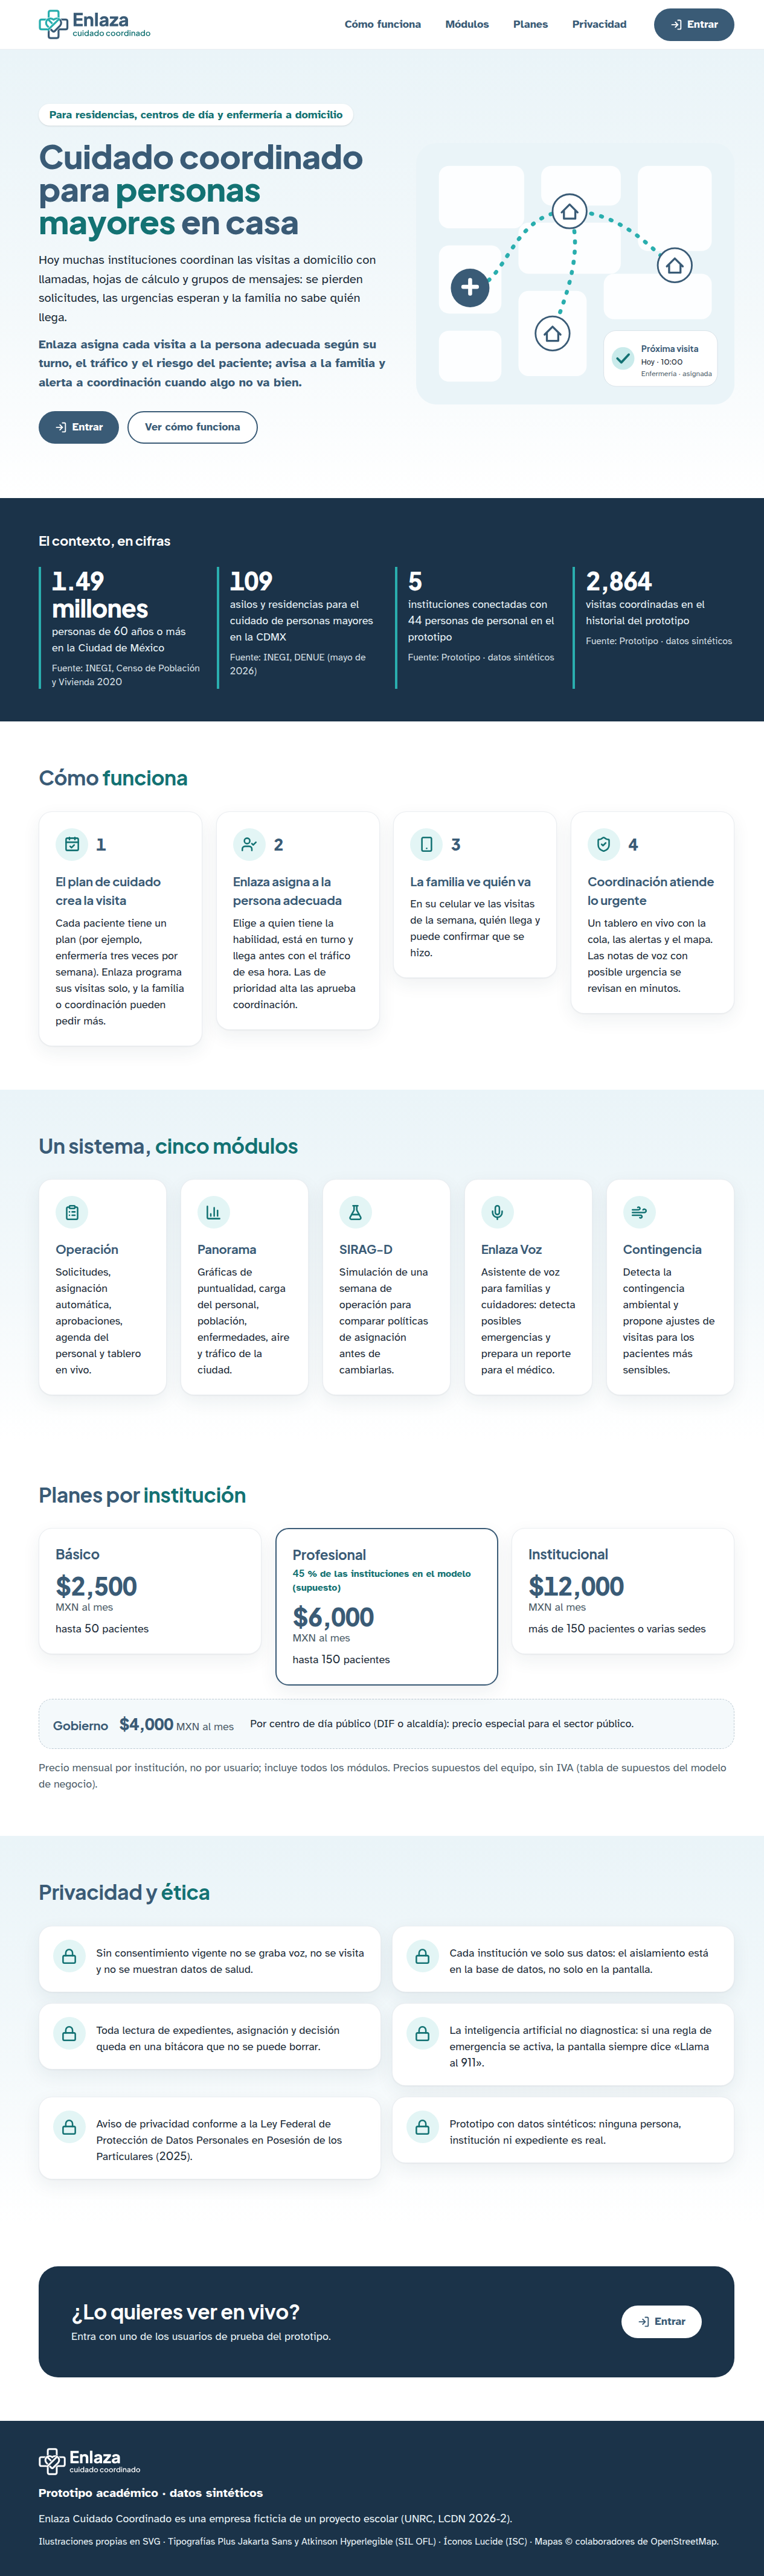 Enlaza
cuidado coordinado
Cómo funciona
Módulos
Planes
Privacidad
Entrar
Para residencias, centros de día y enfermería a domicilio
Cuidado coordinado
para personas
mayores en casa
Hoy muchas instituciones coordinan las visitas a domicilio con
llamadas, hojas de cálculo y grupos de mensajes: se pierden
solicitudes, las urgencias esperan y la familia no sabe quién
llega.
Enlaza asigna cada visita a la persona adecuada según su
turno, el tráfico y el riesgo del paciente; avisa a la familia y
alerta a coordinación cuando algo no va bien.
Entrar
Ver cómo funciona
Próxima visita
Hoy · 10:00
Enfermería · asignada
El contexto, en cifras
1.49
millones
personas de 60 años o más
en la Ciudad de México
Fuente: INEGI, Censo de Población
y Vivienda 2020
109
asilos y residencias para el
cuidado de personas mayores
en la CDMX
Fuente: INEGI, DENUE (mayo de
2026)
5
instituciones conectadas con
44 personas de personal en el
prototipo
Fuente: Prototipo · datos sintéticos
2,864
visitas coordinadas en el
historial del prototipo
Fuente: Prototipo · datos sintéticos
Cómo funciona
1
El plan de cuidado
crea la visita
Cada paciente tiene un
plan (por ejemplo,
enfermería tres veces por
semana). Enlaza programa
sus visitas solo, y la familia
o coordinación pueden
pedir más.
2
Enlaza asigna a la
persona adecuada
Elige a quien tiene la
habilidad, está en turno y
llega antes con el tráfico
de esa hora. Las de
prioridad alta las aprueba
coordinación.
3
La familia ve quién va
En su celular ve las visitas
de la semana, quién llega y
puede confirmar que se
hizo.
4
Coordinación atiende
lo urgente
Un tablero en vivo con la
cola, las alertas y el mapa.
Las notas de voz con
posible urgencia se
revisan en minutos.
Un sistema, cinco módulos
Operación
Solicitudes,
asignación
automática,
aprobaciones,
agenda del
personal y tablero
en vivo.
Panorama
Gráficas de
puntualidad, carga
del personal,
población,
enfermedades, aire
y tráfico de la
ciudad.
SIRAG-D
Simulación de una
semana de
operación para
comparar políticas
de asignación
antes de
cambiarlas.
Enlaza Voz
Asistente de voz
para familias y
cuidadores: detecta
posibles
emergencias y
prepara un reporte
para el médico.
Contingencia
Detecta la
contingencia
ambiental y
propone ajustes de
visitas para los
pacientes más
sensibles.
Planes por institución
Básico
$2,500
MXN al mes
hasta 50 pacientes
Profesional
45 % de las instituciones en el modelo
(supuesto)
$6,000
MXN al mes
hasta 150 pacientes
Institucional
$12,000
MXN al mes
más de 150 pacientes o varias sedes
Gobierno
$4,000 MXN al mes
Por centro de día público (DIF o alcaldía): precio especial para el sector público.
Precio mensual por institución, no por usuario; incluye todos los módulos. Precios supuestos del equipo, sin IVA (tabla de supuestos del modelo
de negocio).
Privacidad y ética
Sin consentimiento vigente no se graba voz, no se visita
y no se muestran datos de salud.
Cada institución ve solo sus datos: el aislamiento está
en la base de datos, no solo en la pantalla.
Toda lectura de expedientes, asignación y decisión
queda en una bitácora que no se puede borrar.
La inteligencia artificial no diagnostica: si una regla de
emergencia se activa, la pantalla siempre dice «Llama
al 911».
Aviso de privacidad conforme a la Ley Federal de
Protección de Datos Personales en Posesión de los
Particulares (2025).
Prototipo con datos sintéticos: ninguna persona,
institución ni expediente es real.
¿Lo quieres ver en vivo?
Entra con uno de los usuarios de prueba del prototipo.
Entrar
Enlaza
cuidado coordinado
Prototipo académico · datos sintéticos
Enlaza Cuidado Coordinado es una empresa ficticia de un proyecto escolar (UNRC, LCDN 2026-2).
Ilustraciones propias en SVG · Tipografías Plus Jakarta Sans y Atkinson Hyperlegible (SIL OFL) · Íconos Lucide (ISC) · Mapas © colaboradores de OpenStreetMap.